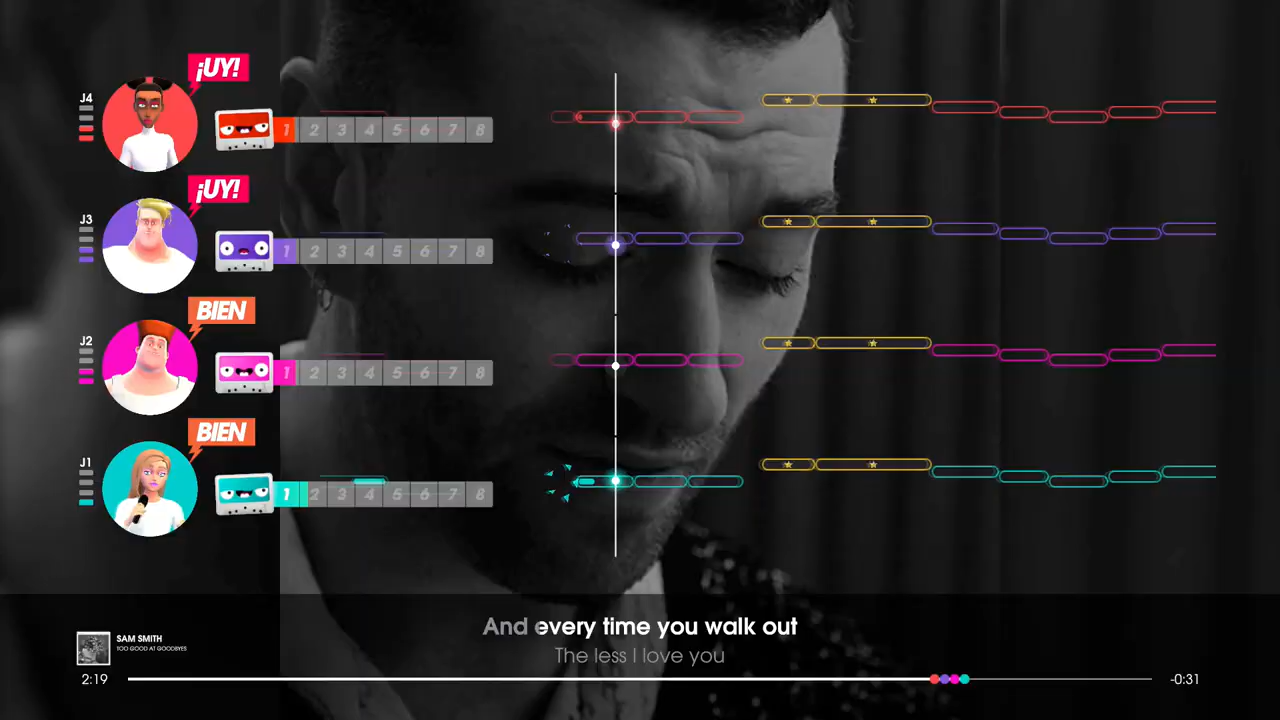 ¡UY!
J4
1 2 3 4 5 6 7 8
¡UY!
J3
1 2 3 4 5 6 7 8
BIEN
J2
1 2 3 4 5 6 7 8
BIEN
J1
1 2 3 4 5 6 7 8
And every time you walk out
The less I love you
SAM SMITH
TOO GOOD AT GOODBYES
2:19
-0:31